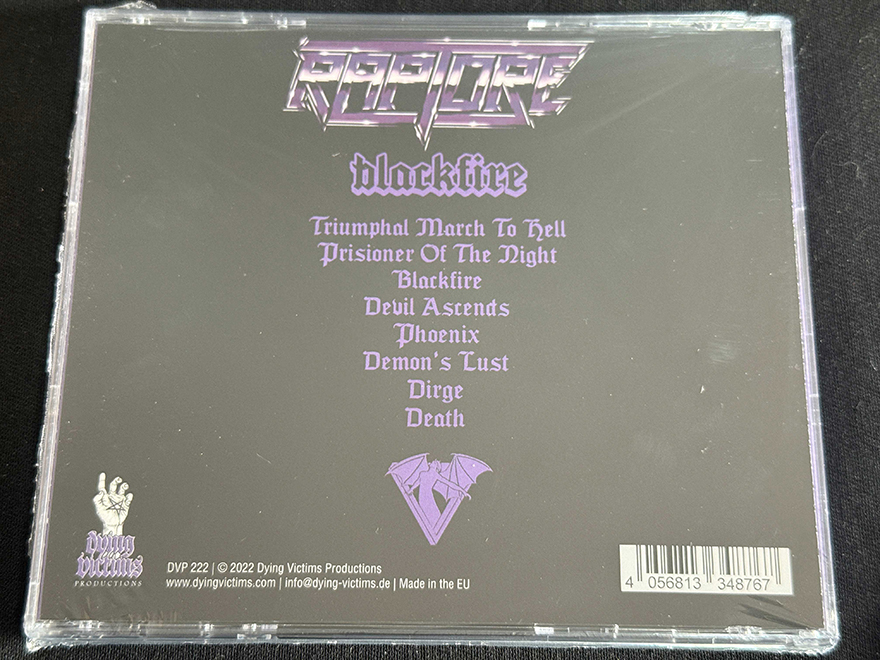 RAPTORE
blackfire
Triumphal March To Hell
Prisioner Of The Night
Blackfire
Devil Ascends
Phoenix
Demon's Lust
Dirge
Death
dying
victims
PRODUCTIONS
DVP 222 | © 2022 Dying Victims Productions
www.dyingvictims.com | info@dying-victims.de | Made in the EU
4 056813 348767